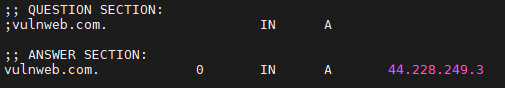 ;; QUESTION SECTION:
;vulnweb.com. IN A
;; ANSWER SECTION:
vulnweb.com. 0 IN A 44.228.249.3